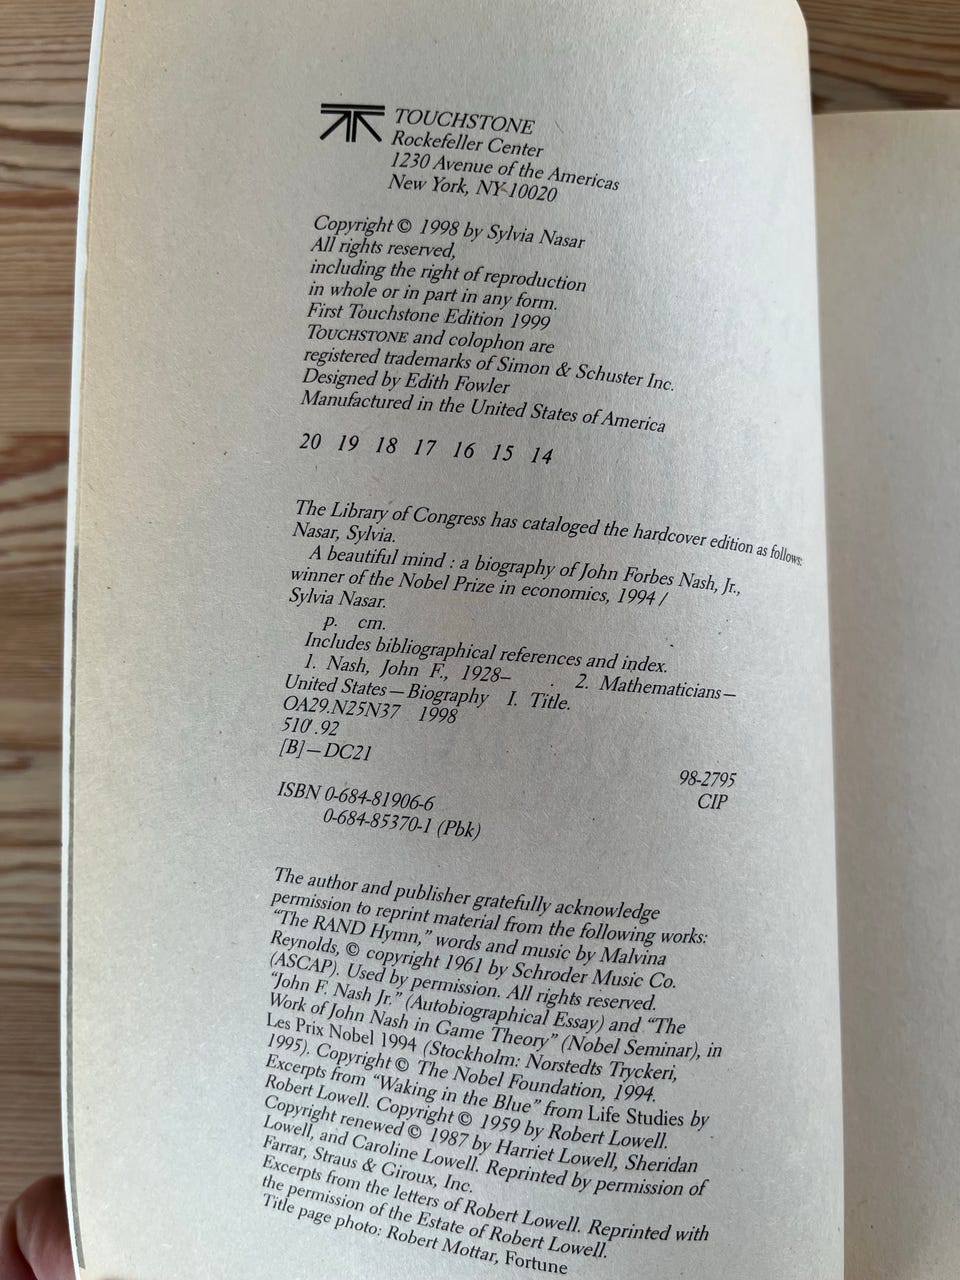 TOUCHSTONE
Rockefeller Center
1230 Avenue of the Americas
New York, NY 10020
Copyright © 1998 by Sylvia Nasar
All rights reserved,
including the right of reproduction
in whole or in part in any form.
First Touchstone Edition 1999
TOUCHSTONE and colophon are
registered trademarks of Simon & Schuster Inc.
Designed by Edith Fowler
Manufactured in the United States of America
20 19 18 17 16 15 14
The Library of Congress has cataloged the hardcover edition as follows:
Nasar, Sylvia.
A beautiful mind : a biography of John Forbes Nash, Jr.,
winner of the Nobel Prize in economics, 1994 /
Sylvia Nasar.
p. cm.
Includes bibliographical references and index.
1. Nash, John F., 1928– . 2. Mathematicians—
United States—Biography I. Title.
OA29.N25N37 1998
510'.92
[B]—DC21
98-2795
CIP
ISBN 0-684-81906-6
0-684-85370-1 (Pbk)
The author and publisher gratefully acknowledge
permission to reprint material from the following works:
“The RAND Hymn,” words and music by Malvina
Reynolds, © copyright 1961 by Schroder Music Co.
(ASCAP). Used by permission. All rights reserved.
“John F. Nash Jr.” (Autobiographical Essay) and “The
Work of John Nash in Game Theory” (Nobel Seminar), in
Les Prix Nobel 1994 (Stockholm: Norstedts Tryckeri,
1995). Copyright © The Nobel Foundation, 1994.
Excerpts from “Waking in the Blue” from Life Studies by
Robert Lowell. Copyright © 1959 by Robert Lowell.
Copyright renewed © 1987 by Harriet Lowell, Sheridan
Lowell, and Caroline Lowell. Reprinted by permission of
Farrar, Straus & Giroux, Inc.
Excerpts from the letters of Robert Lowell. Reprinted with
the permission of the Estate of Robert Lowell.
Title page photo: Robert Mottar, Fortune